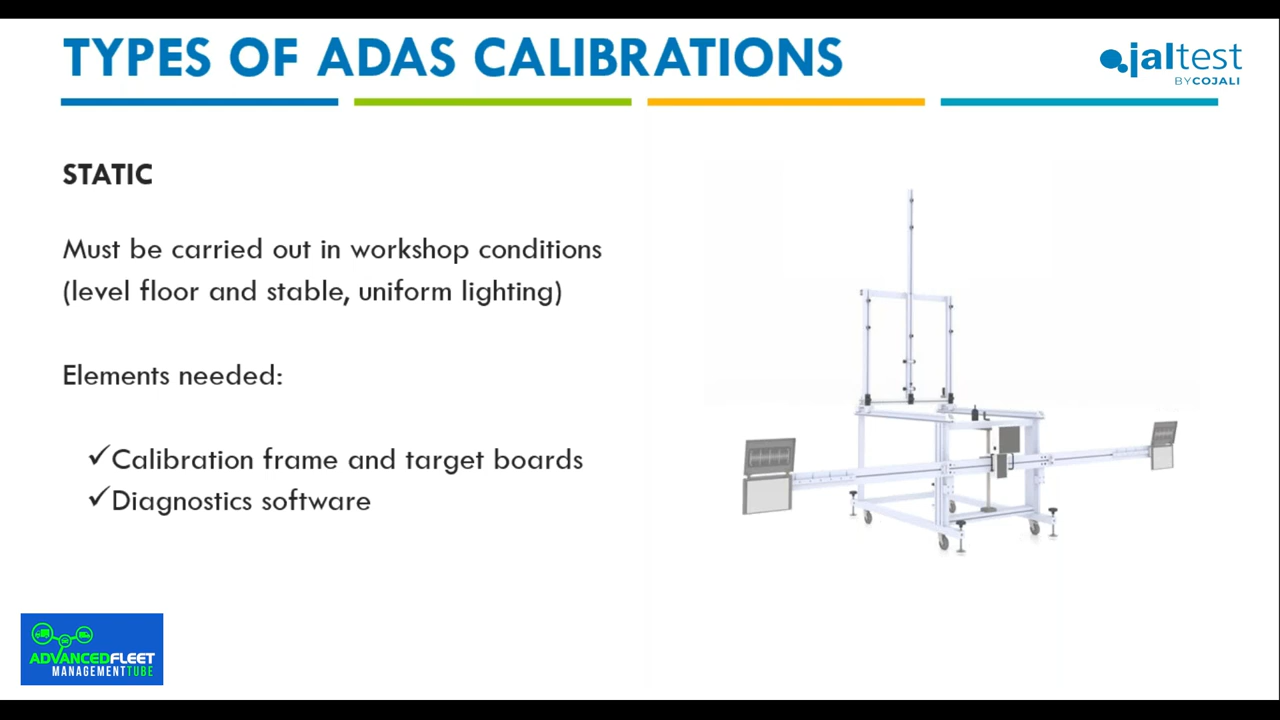 TYPES OF ADAS CALIBRATIONS
jaltest
BY COJALI
STATIC
Must be carried out in workshop conditions
(level floor and stable, uniform lighting)
Elements needed:
✓Calibration frame and target boards
✓Diagnostics software
ADVANCEDFLEET
MANAGEMENTTUBE